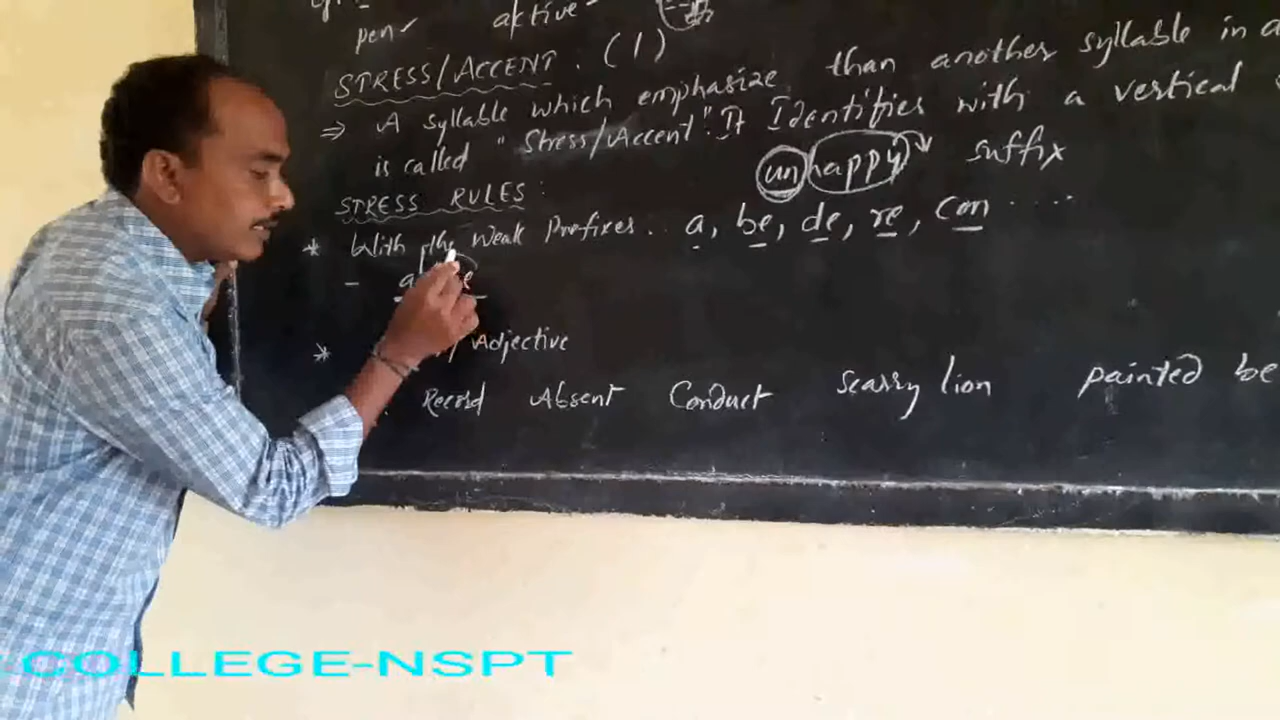 pen aktive
STRESS/ACCENT. (1)
⇒ A syllable which emphasize than another syllable in a
is called "Stress/Accent". It Identifies with a vertical
unhappy suffix
STRESS RULES:
* With the Weak Prefixes.. a, be, de, re, con ....
- a
* / Adjective
Record Absent Conduct scarry lion painted be
COLLEGE-NSPT